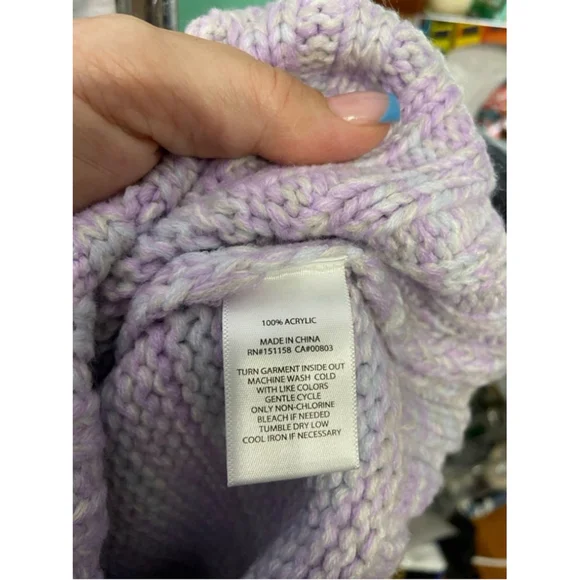 100% ACRYLIC
MADE IN CHINA
RN#151158 CA#00803
TURN GARMENT INSIDE OUT
MACHINE WASH COLD
WITH LIKE COLORS
GENTLE CYCLE
ONLY NON-CHLORINE
BLEACH IF NEEDED
TUMBLE DRY LOW
COOL IRON IF NECESSARY